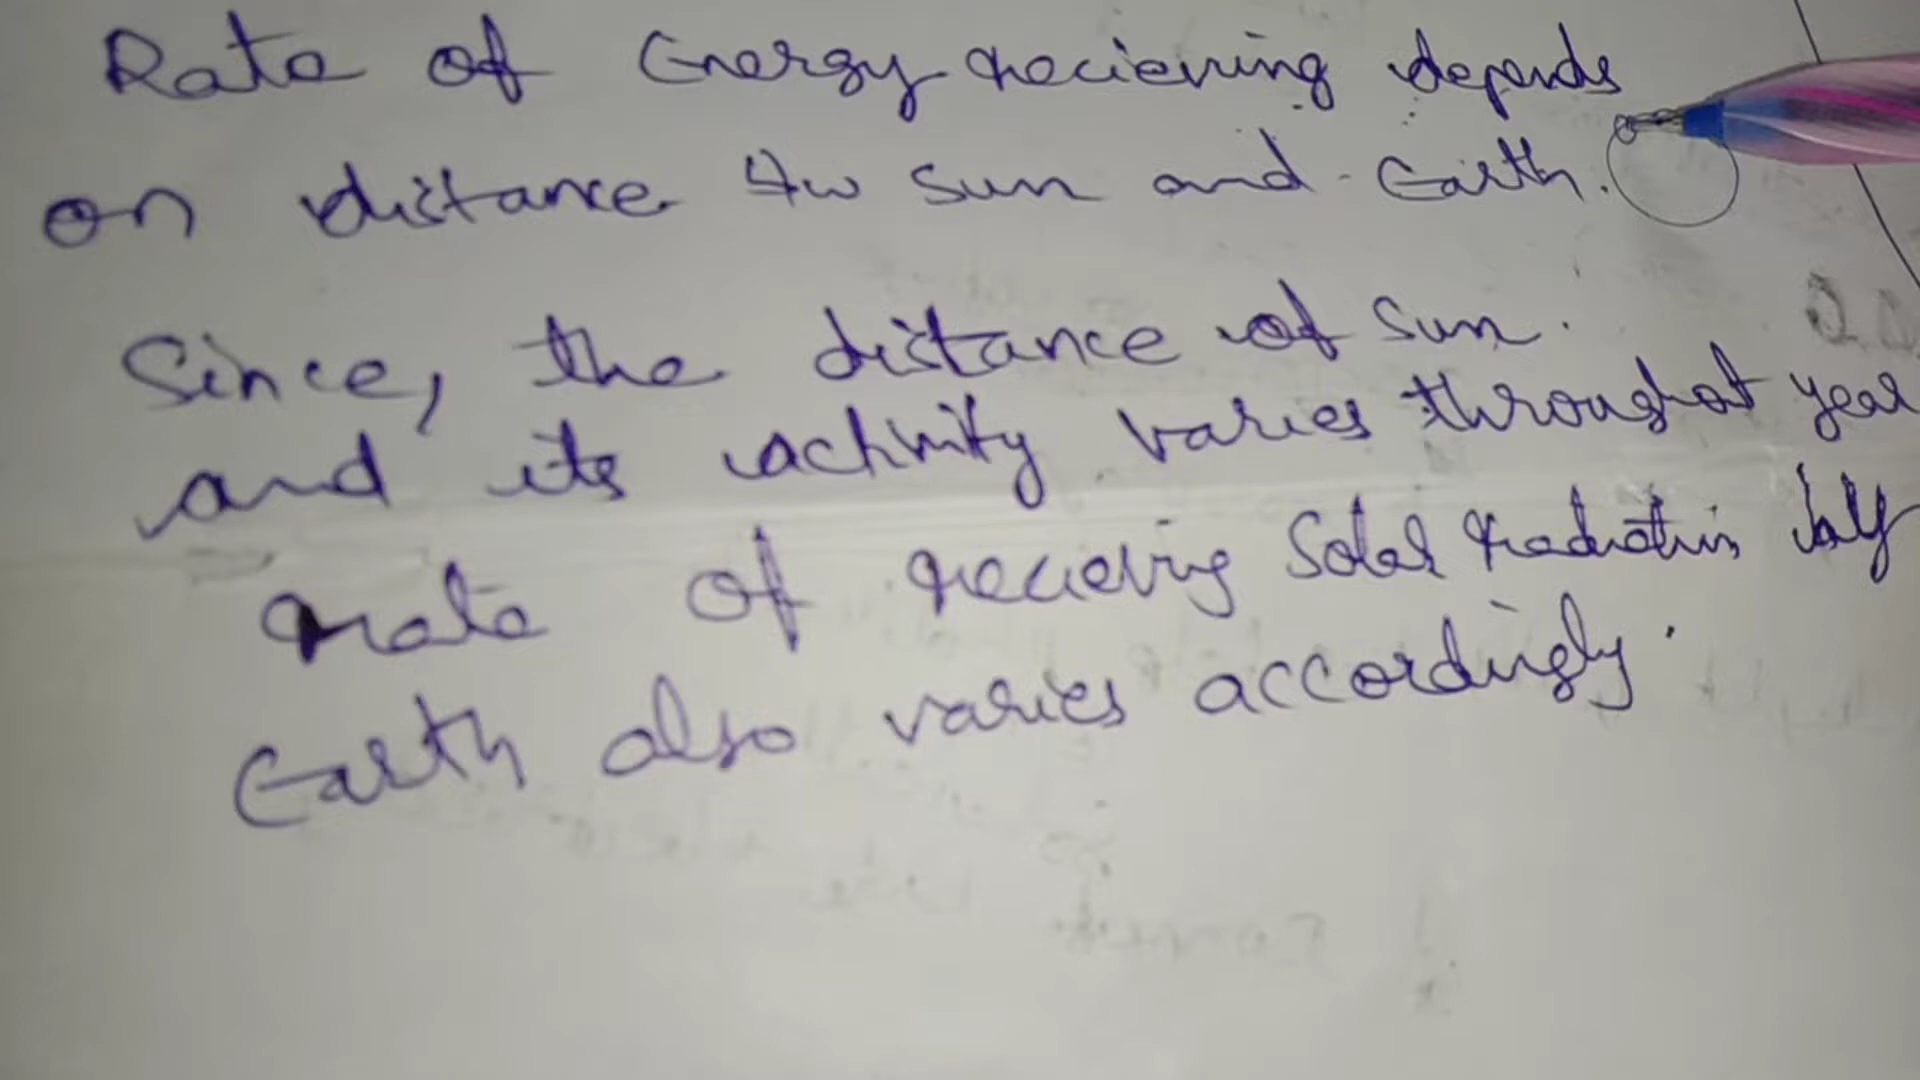 Rate of Energy recieving depends
on distance b/w sun and Earth.
Since, the distance of sun
and its activity varies throughout year
rate of recieving Solar radiation by
Earth also varies accordingly.